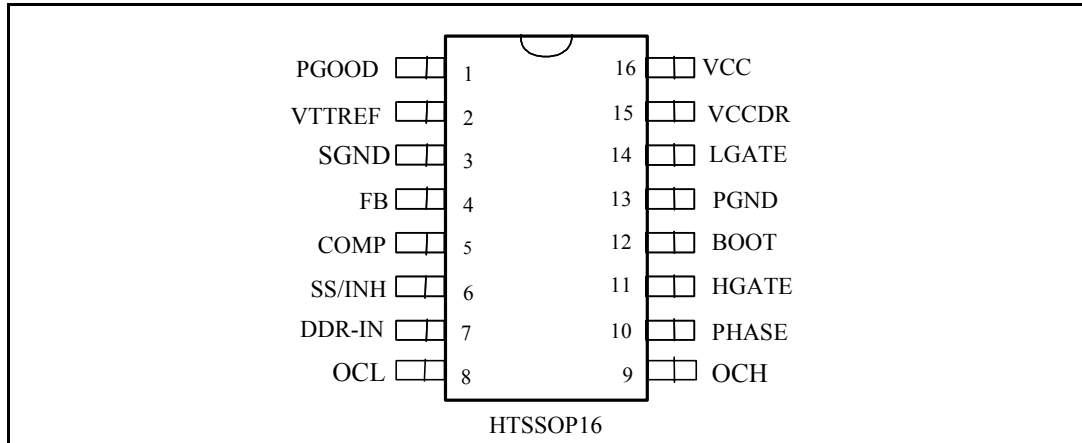 PGOOD 1 16 VCC
VTTREF 2 15 VCCDR
SGND 3 14 LGATE
FB 4 13 PGND
COMP 5 12 BOOT
SS/INH 6 11 HGATE
DDR-IN 7 10 PHASE
OCL 8 9 OCH
HTSSOP16